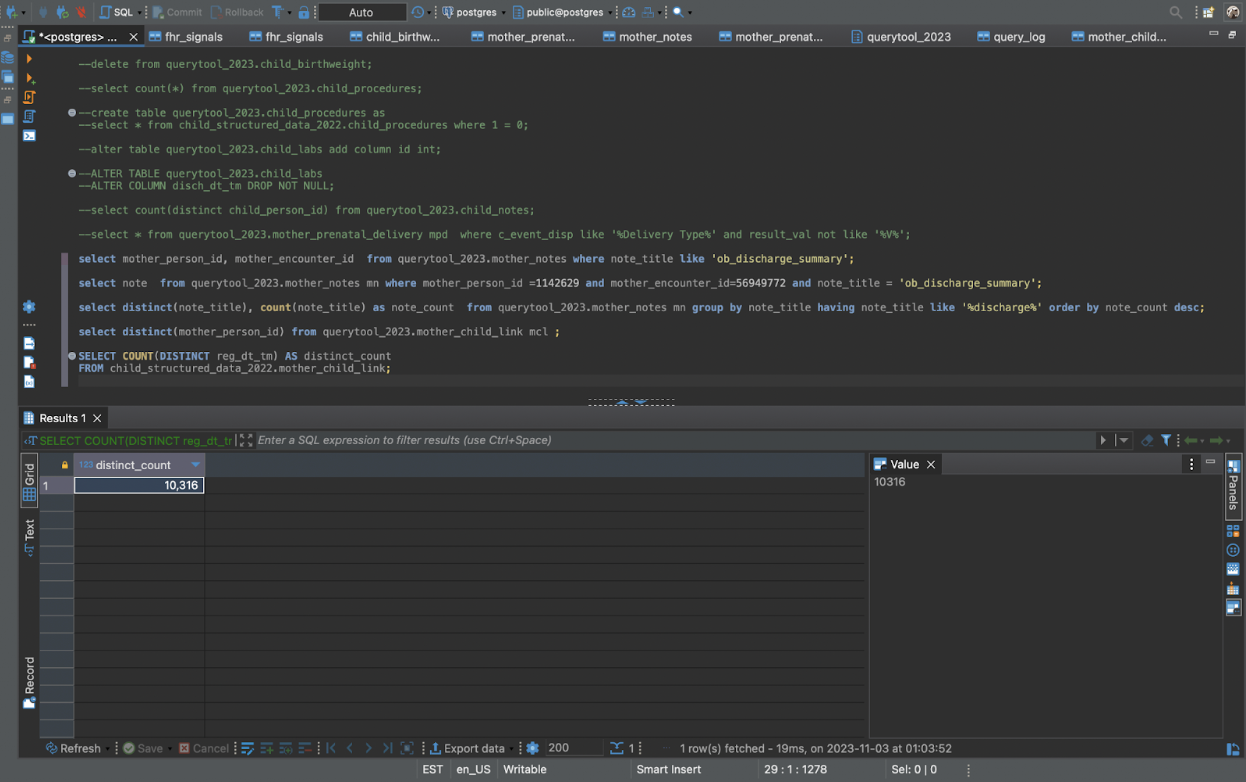 SQL Commit Rollback T Auto postgres public@postgres
*<postgres> ... fhr_signals fhr_signals child_birthw... mother_prenat... mother_notes mother_prenat... querytool_2023 query_log mother_child...
--delete from querytool_2023.child_birthweight;
--select count(*) from querytool_2023.child_procedures;
--create table querytool_2023.child_procedures as
--select * from child_structured_data_2022.child_procedures where 1 = 0;
--alter table querytool_2023.child_labs add column id int;
--ALTER TABLE querytool_2023.child_labs
--ALTER COLUMN disch_dt_tm DROP NOT NULL;
--select count(distinct child_person_id) from querytool_2023.child_notes;
--select * from querytool_2023.mother_prenatal_delivery mpd  where c_event_disp like '%Delivery Type%' and result_val not like '%V%';
select mother_person_id, mother_encounter_id  from querytool_2023.mother_notes where note_title like 'ob_discharge_summary';
select note  from querytool_2023.mother_notes mn where mother_person_id =1142629 and mother_encounter_id=56949772 and note_title = 'ob_discharge_summary';
select distinct(note_title), count(note_title) as note_count  from querytool_2023.mother_notes mn group by note_title having note_title like '%discharge%' order by note_count desc;
select distinct(mother_person_id) from querytool_2023.mother_child_link mcl ;
SELECT COUNT(DISTINCT reg_dt_tm) AS distinct_count
FROM child_structured_data_2022.mother_child_link;
Results 1
SELECT COUNT(DISTINCT reg_dt_tr Enter a SQL expression to filter results (use Ctrl+Space)
Grid
Text
Record
123 distinct_count
1 10,316
Value
10316
Panels
Refresh Save Cancel Export data 200 1 1 row(s) fetched - 19ms, on 2023-11-03 at 01:03:52
EST en_US Writable Smart Insert 29 : 1 : 1278 Sel: 0 | 0